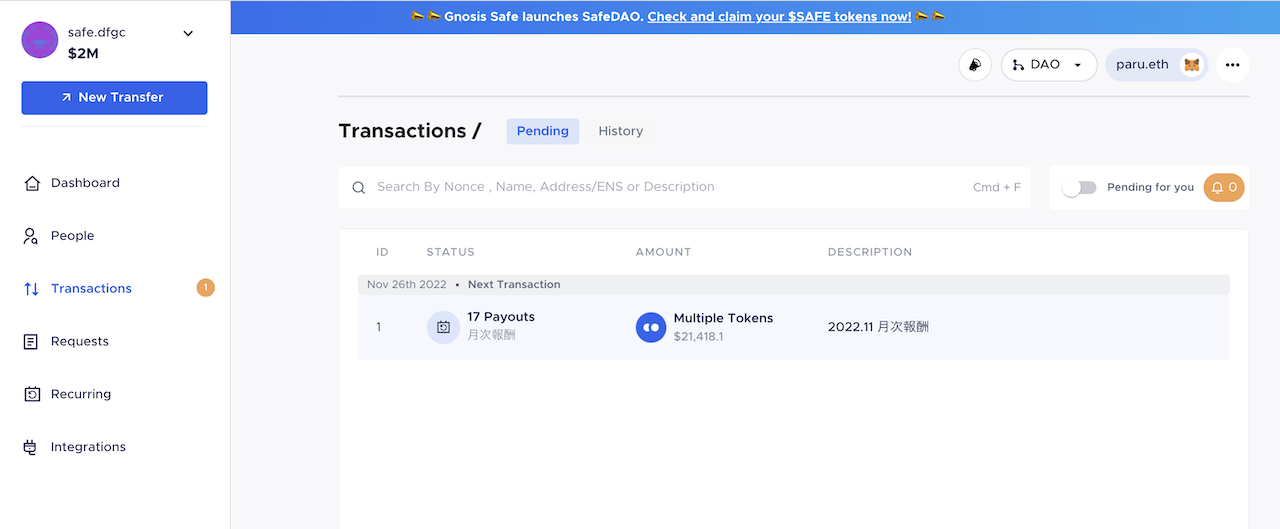 Gnosis Safe launches SafeDAO. Check and claim your $SAFE tokens now!
safe.dfgc
$2M
New Transfer
Dashboard
People
Transactions 1
Requests
Recurring
Integrations
DAO
paru.eth
Transactions /
Pending
History
Search By Nonce , Name, Address/ENS or Description
Cmd + F
Pending for you
0
ID STATUS AMOUNT DESCRIPTION
Nov 26th 2022 • Next Transaction
1
17 Payouts
月次報酬
Multiple Tokens
$21,418.1
2022.11 月次報酬